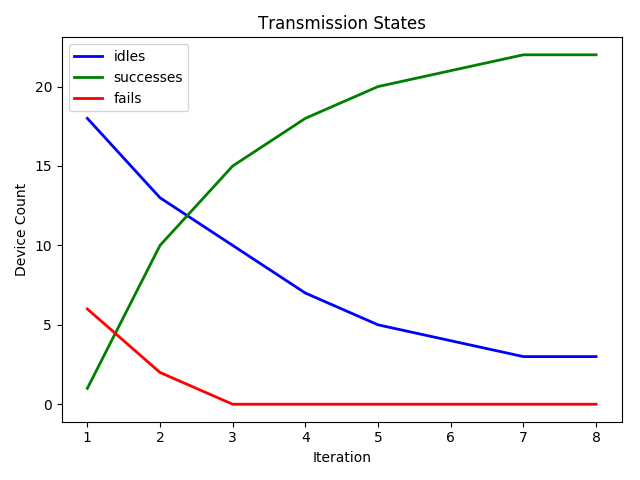 Transmission States
idles
successes
fails
Device Count
20
15
10
5
0
1 2 3 4 5 6 7 8
Iteration